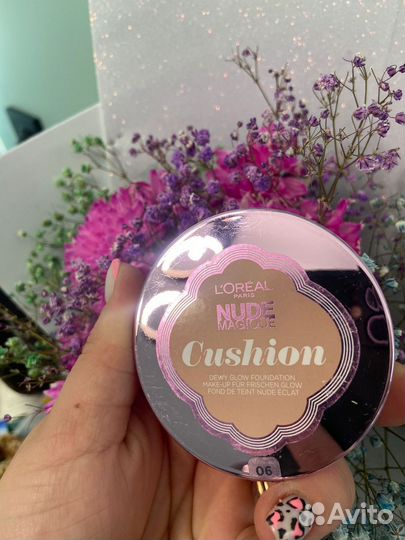 L'ORÉAL
PARIS
NUDE
MAGIQUE
Cushion
DEWY GLOW FOUNDATION
MAKE-UP FÜR FRISCHEN GLOW
FOND DE TEINT NUDE ÉCLAT
06
Avito